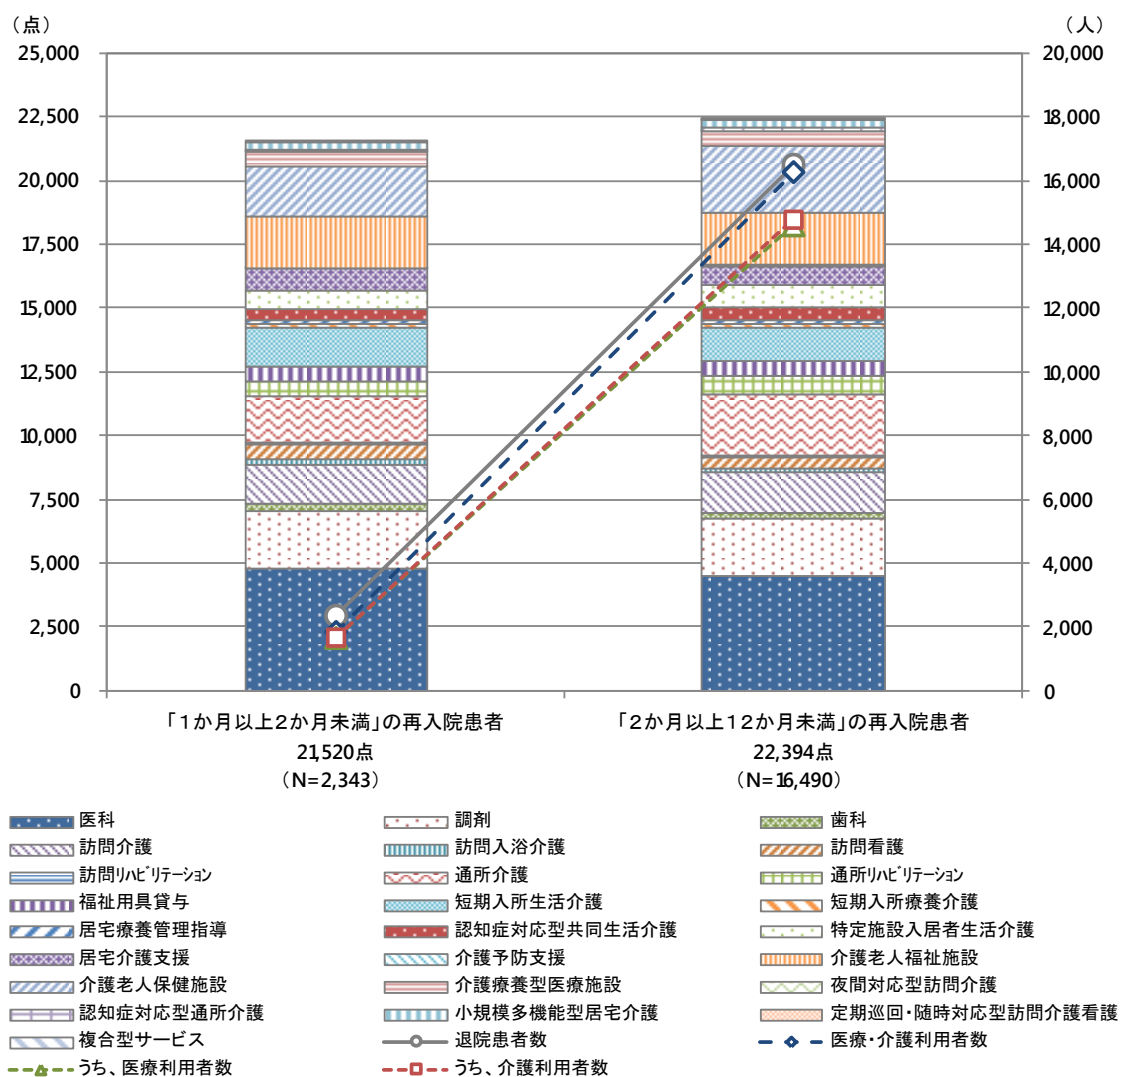 （点）
（人）
25,000
22,500
20,000
17,500
15,000
12,500
10,000
7,500
5,000
2,500
0
20,000
18,000
16,000
14,000
12,000
10,000
8,000
6,000
4,000
2,000
0
「１か月以上２か月未満」の再入院患者
21,520点
（N=2,343）
「２か月以上１２か月未満」の再入院患者
22,394点
（N=16,490）
医科 調剤 歯科
訪問介護 訪問入浴介護 訪問看護
訪問ﾘﾊﾋﾞﾘﾃｰｼｮﾝ 通所介護 通所ﾘﾊﾋﾞﾘﾃｰｼｮﾝ
福祉用具貸与 短期入所生活介護 短期入所療養介護
居宅療養管理指導 認知症対応型共同生活介護 特定施設入居者生活介護
居宅介護支援 介護予防支援 介護老人福祉施設
介護老人保健施設 介護療養型医療施設 夜間対応型訪問介護
認知症対応型通所介護 小規模多機能型居宅介護 定期巡回・随時対応型訪問介護看護
複合型サービス 退院患者数 医療・介護利用者数
うち、医療利用者数 うち、介護利用者数